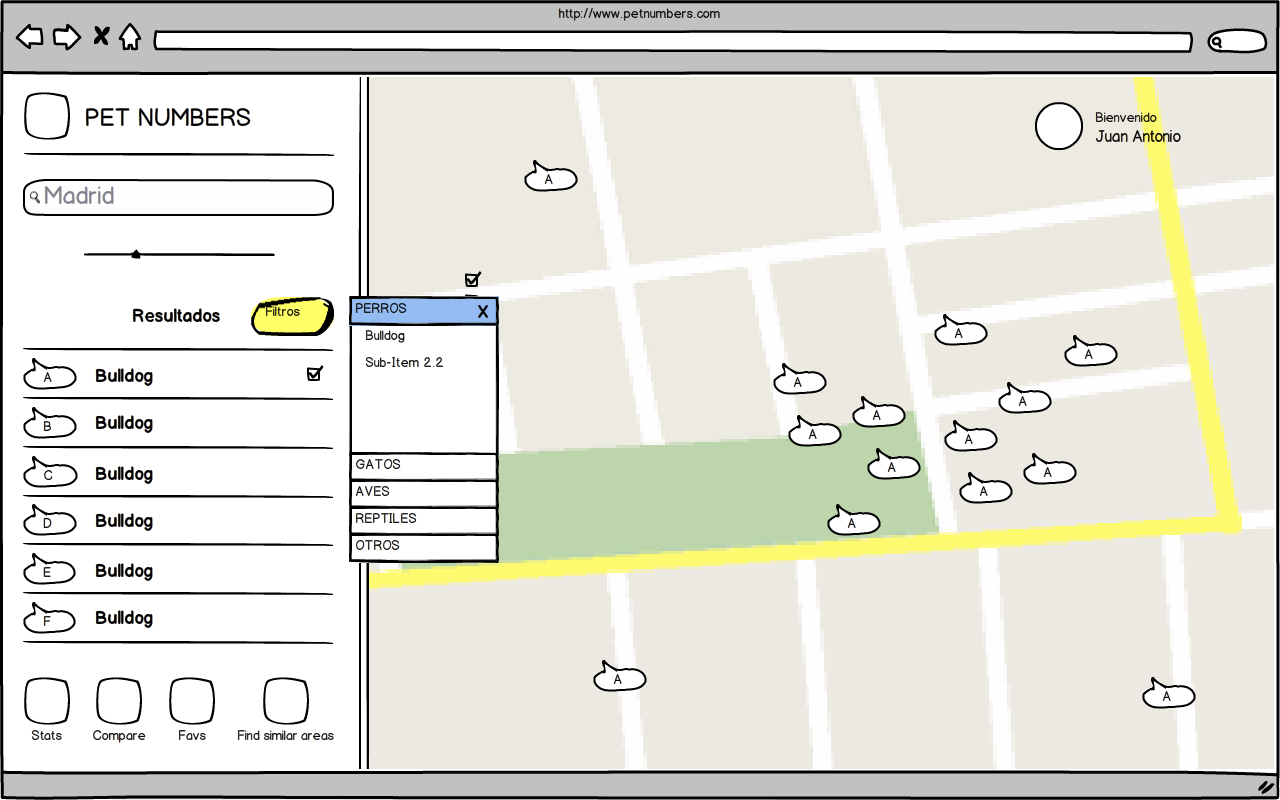 http://www.petnumbers.com
PET NUMBERS
Madrid
Resultados
Filtros
A Bulldog
B Bulldog
C Bulldog
D Bulldog
E Bulldog
F Bulldog
Stats
Compare
Favs
Find similar areas
PERROS X
Bulldog
Sub-Item 2.2
GATOS
AVES
REPTILES
OTROS
Bienvenido
Juan Antonio
A
A
A
A
A
A
A
A
A
A
A
A
A
A